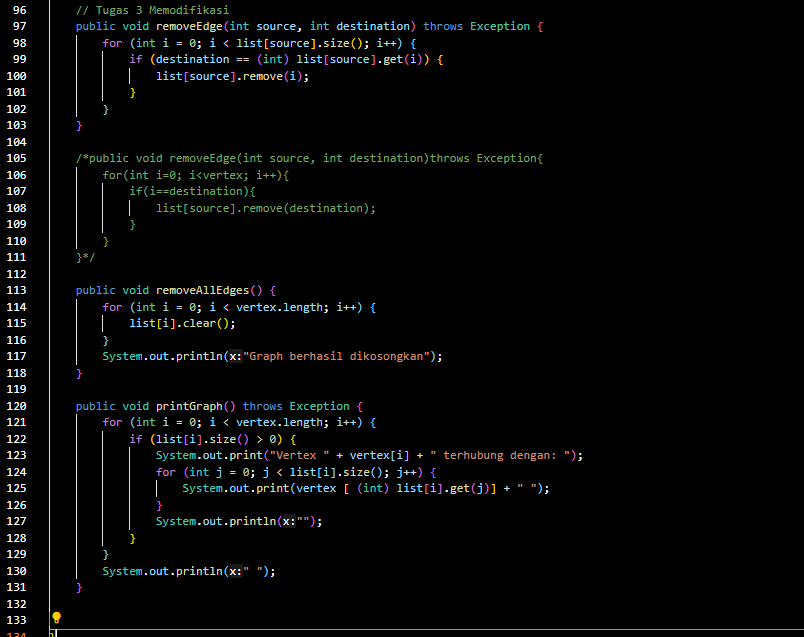 96 // Tugas 3 Memodifikasi
97 public void removeEdge(int source, int destination) throws Exception {
98 for (int i = 0; i < list[source].size(); i++) {
99 if (destination == (int) list[source].get(i)) {
100 list[source].remove(i);
101 }
102 }
103 }
104
105 /*public void removeEdge(int source, int destination)throws Exception{
106 for(int i=0; i<vertex; i++){
107 if(i==destination){
108 list[source].remove(destination);
109 }
110 }
111 }*/
112
113 public void removeAllEdges() {
114 for (int i = 0; i < vertex.length; i++) {
115 list[i].clear();
116 }
117 System.out.println(x:"Graph berhasil dikosongkan");
118 }
119
120 public void printGraph() throws Exception {
121 for (int i = 0; i < vertex.length; i++) {
122 if (list[i].size() > 0) {
123 System.out.print("Vertex " + vertex[i] + " terhubung dengan: ");
124 for (int j = 0; j < list[i].size(); j++) {
125 System.out.print(vertex [ (int) list[i].get(j)] + " ");
126 }
127 System.out.println(x:"");
128 }
129 }
130 System.out.println(x:" ");
131 }
132
133
134 }